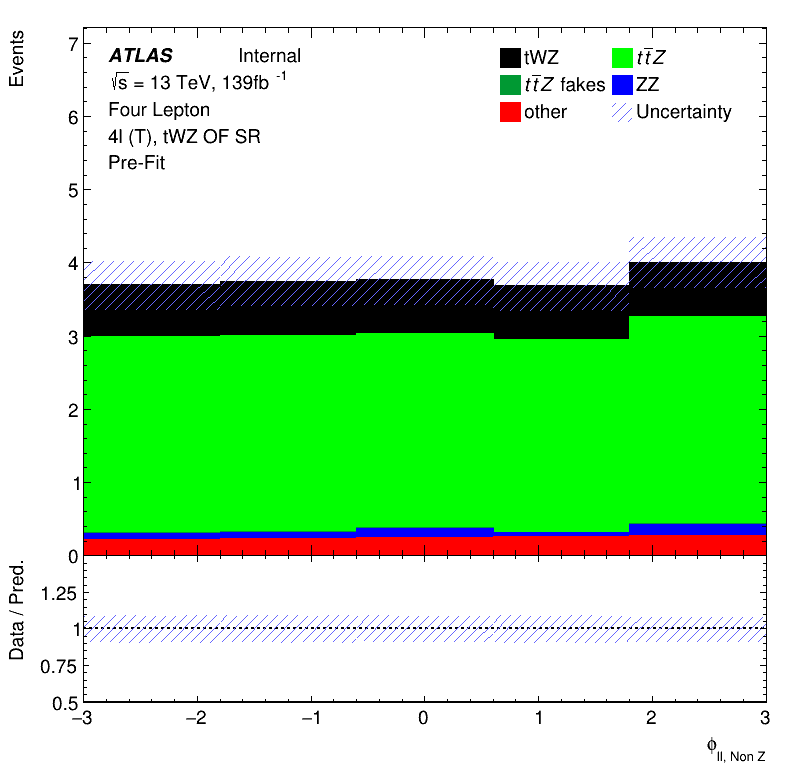 Events
7
6
5
4
3
2
1
0
ATLAS Internal
√s = 13 TeV, 139fb⁻¹
Four Lepton
4l (T), tWZ OF SR
Pre-Fit
tWZ
tt̄Z
tt̄Z fakes
ZZ
other
Uncertainty
Data / Pred.
1.25
1
0.75
0.5
−3 −2 −1 0 1 2 3
ϕ ll, Non Z